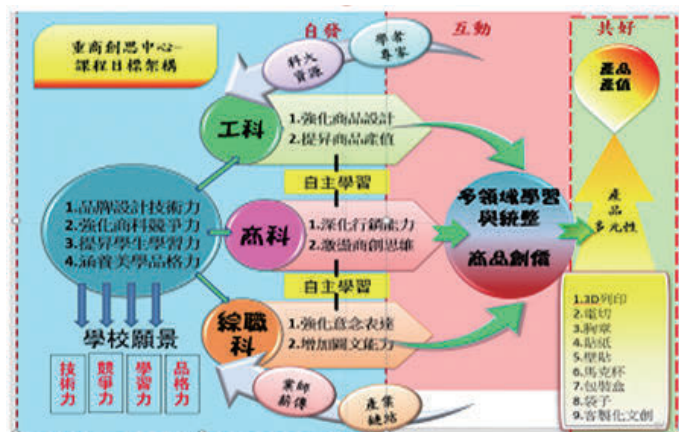 重商創思中心-
課程目標架構
自發
互動
共好
科大
資源
學者
專家
產品
產值
工科
1.強化商品設計
2.提昇商品產值
自主學習
1.品牌設計技術力
2.強化商科競爭力
3.提昇學生學習力
4.涵養美學品格力
商科
1.深化行銷能力
2.激盪商創思維
多領域學習
與統整
商品創價
產品
多元性
自主學習
綜職
科
1.強化意念表達
2.增加圖文能力
學校願景
技術力
競爭力
學習力
品格力
業師
薪傳
產業
鏈結
1.3D列印
2.電切
3.胸章
4.貼紙
5.壁貼
6.馬克杯
7.包裝盒
8.袋子
9.客製化文創